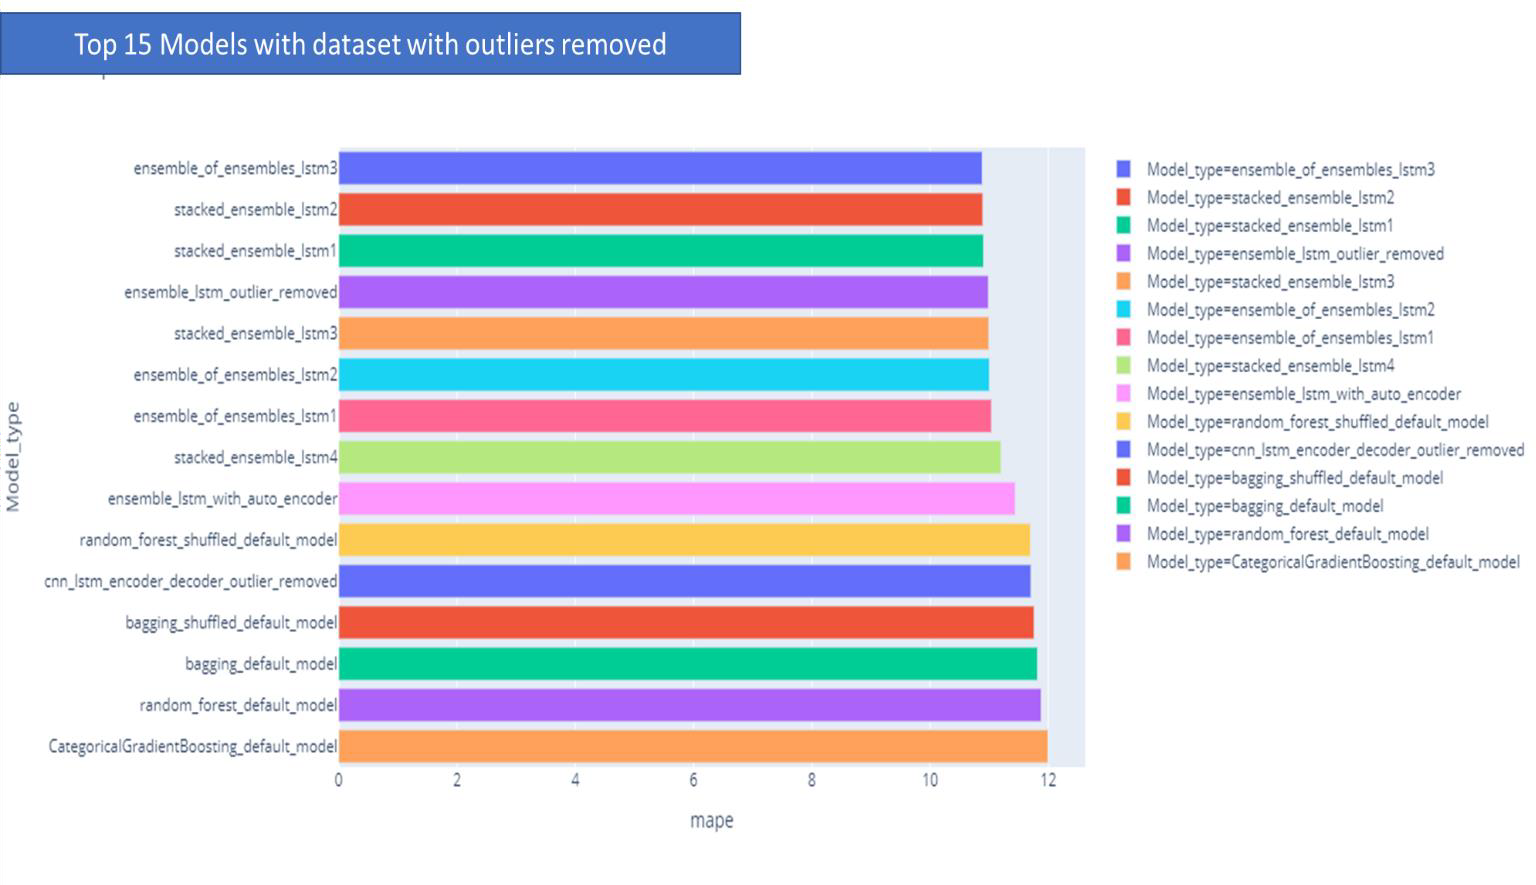 Top 15 Models with dataset with outliers removed
ensemble_of_ensembles_lstm3
stacked_ensemble_lstm2
stacked_ensemble_lstm1
ensemble_lstm_outlier_removed
stacked_ensemble_lstm3
ensemble_of_ensembles_lstm2
ensemble_of_ensembles_lstm1
stacked_ensemble_lstm4
ensemble_lstm_with_auto_encoder
random_forest_shuffled_default_model
cnn_lstm_encoder_decoder_outlier_removed
bagging_shuffled_default_model
bagging_default_model
random_forest_default_model
CategoricalGradientBoosting_default_model
Model_type
0 2 4 6 8 10 12
mape
Model_type=ensemble_of_ensembles_lstm3
Model_type=stacked_ensemble_lstm2
Model_type=stacked_ensemble_lstm1
Model_type=ensemble_lstm_outlier_removed
Model_type=stacked_ensemble_lstm3
Model_type=ensemble_of_ensembles_lstm2
Model_type=ensemble_of_ensembles_lstm1
Model_type=stacked_ensemble_lstm4
Model_type=ensemble_lstm_with_auto_encoder
Model_type=random_forest_shuffled_default_model
Model_type=cnn_lstm_encoder_decoder_outlier_removed
Model_type=bagging_shuffled_default_model
Model_type=bagging_default_model
Model_type=random_forest_default_model
Model_type=CategoricalGradientBoosting_default_model